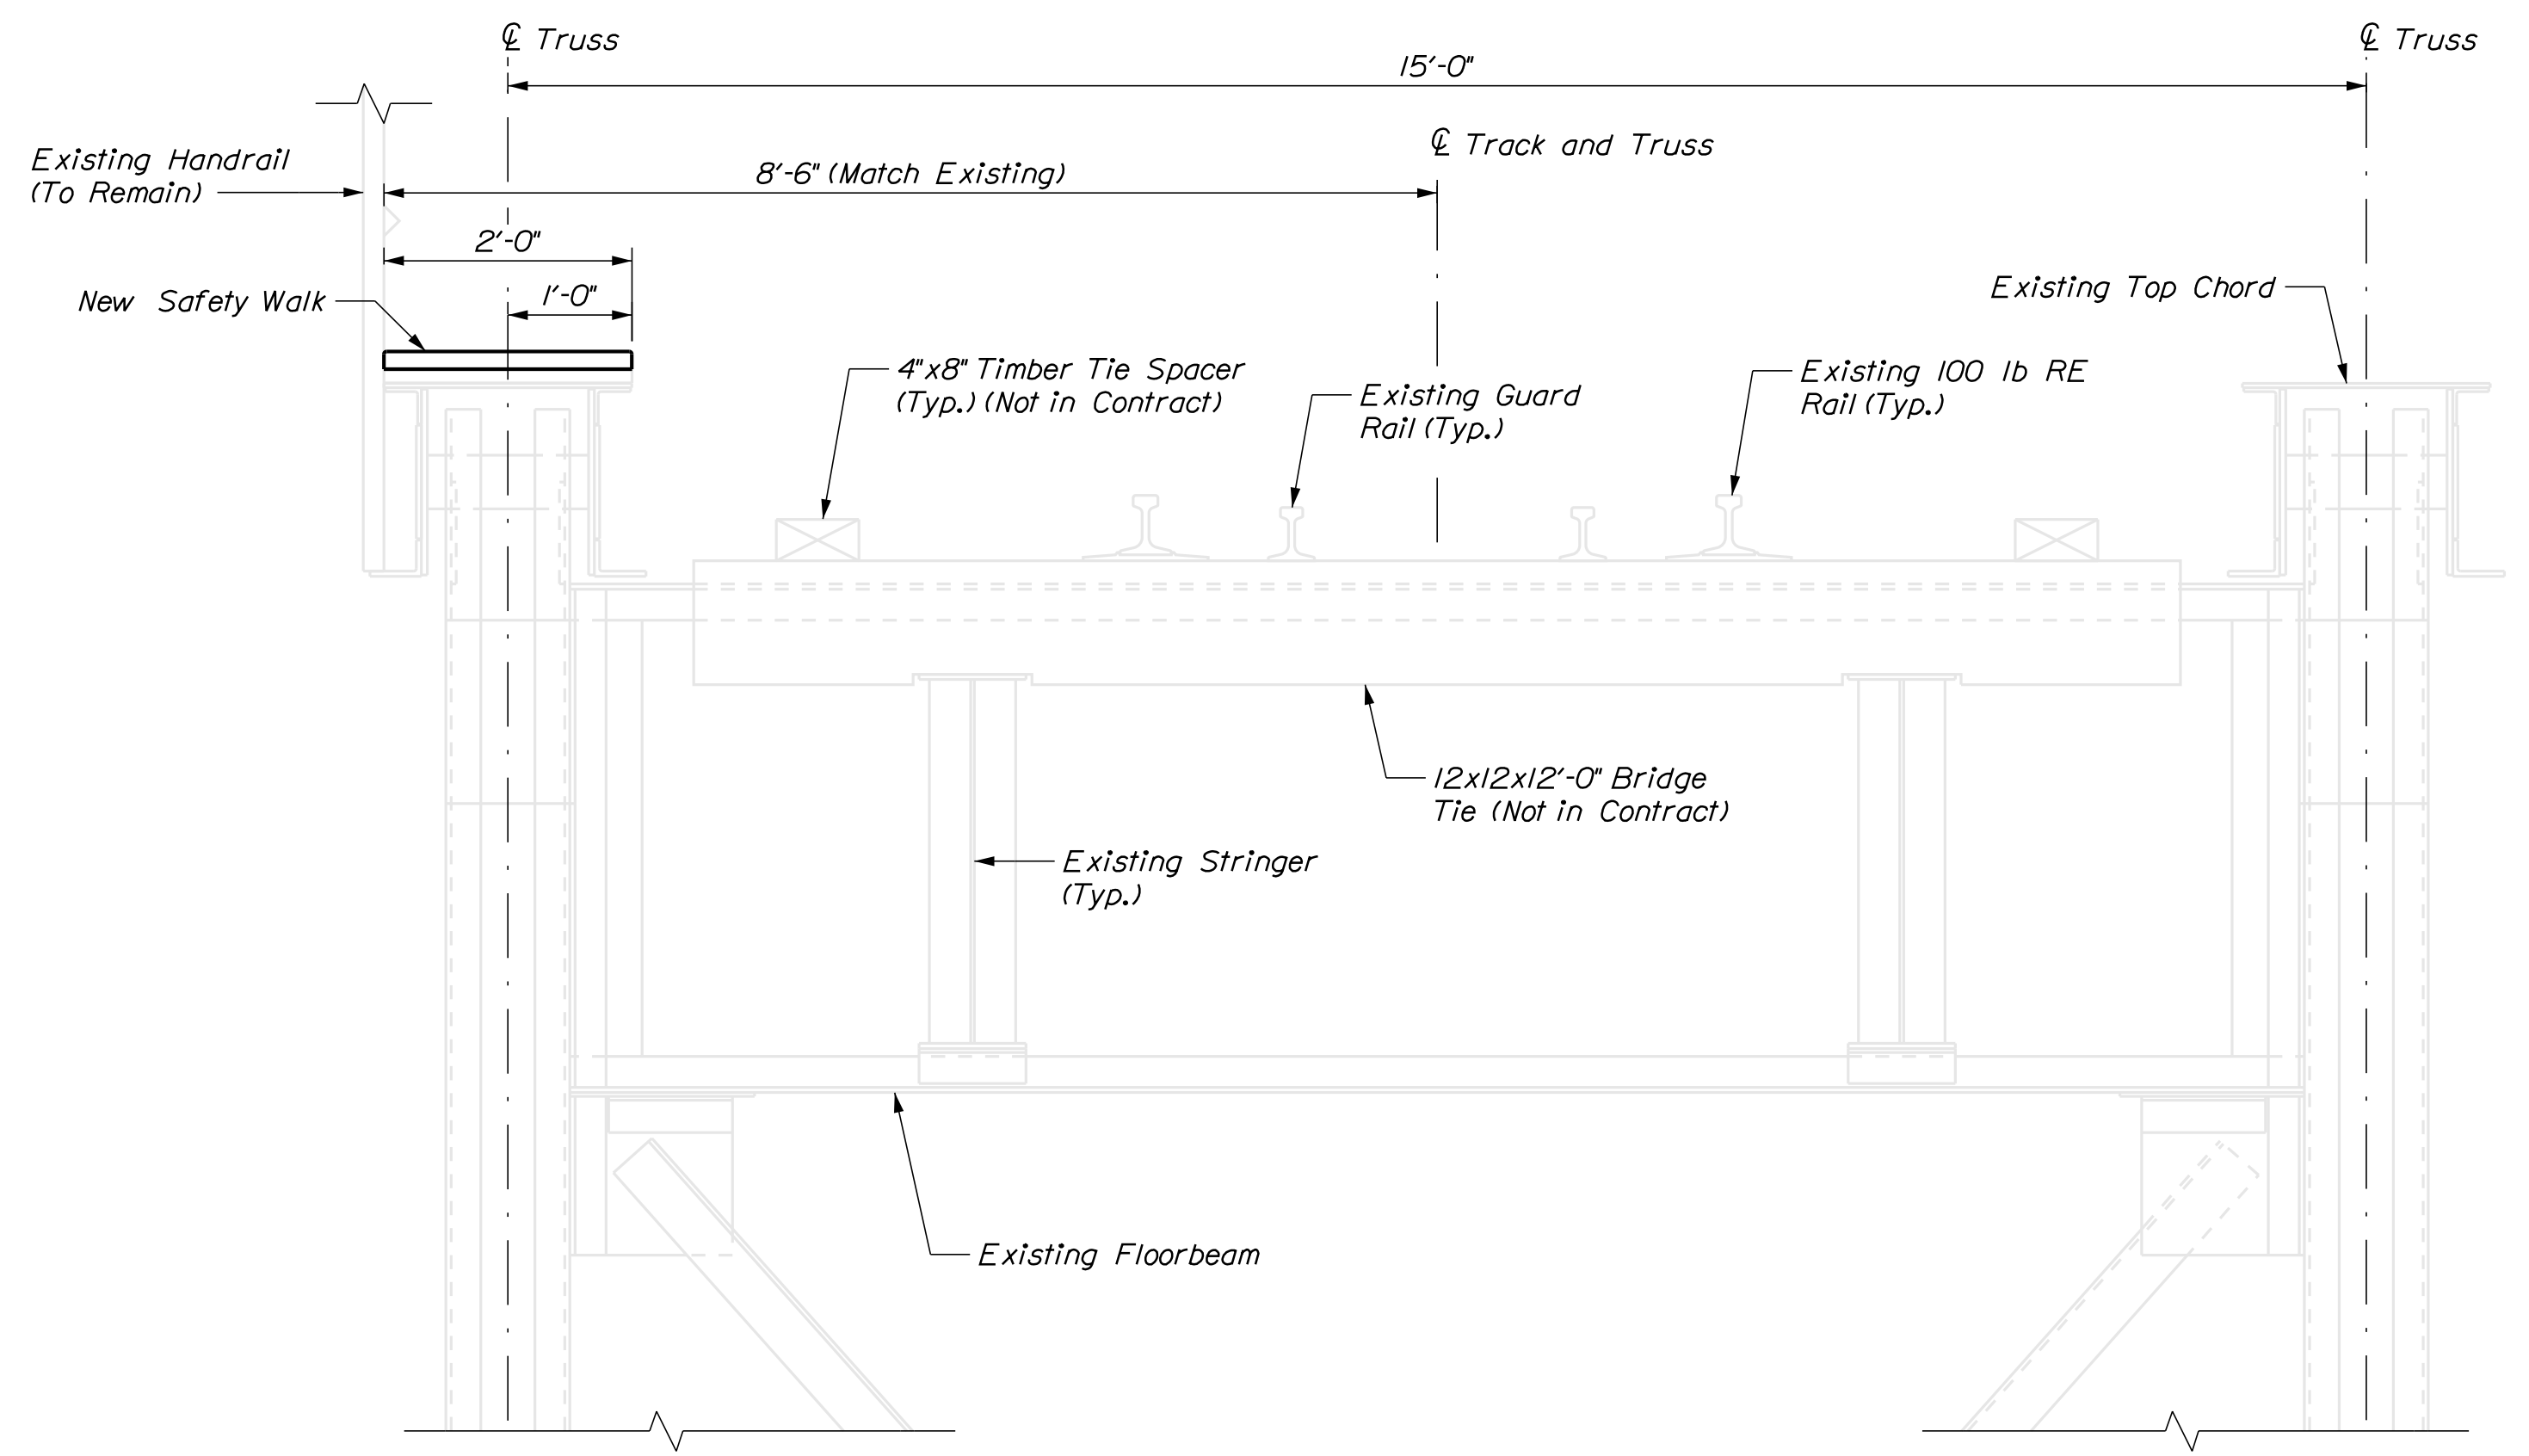 ℄ Truss
℄ Truss
15'-0"
℄ Track and Truss
Existing Handrail
(To Remain)
8'-6" (Match Existing)
2'-0"
New Safety Walk
1'-0"
Existing Top Chord
4"x8" Timber Tie Spacer
(Typ.) (Not in Contract)
Existing Guard
Rail (Typ.)
Existing 100 lb RE
Rail (Typ.)
12x12x12'-0" Bridge
Tie (Not in Contract)
Existing Stringer
(Typ.)
Existing Floorbeam